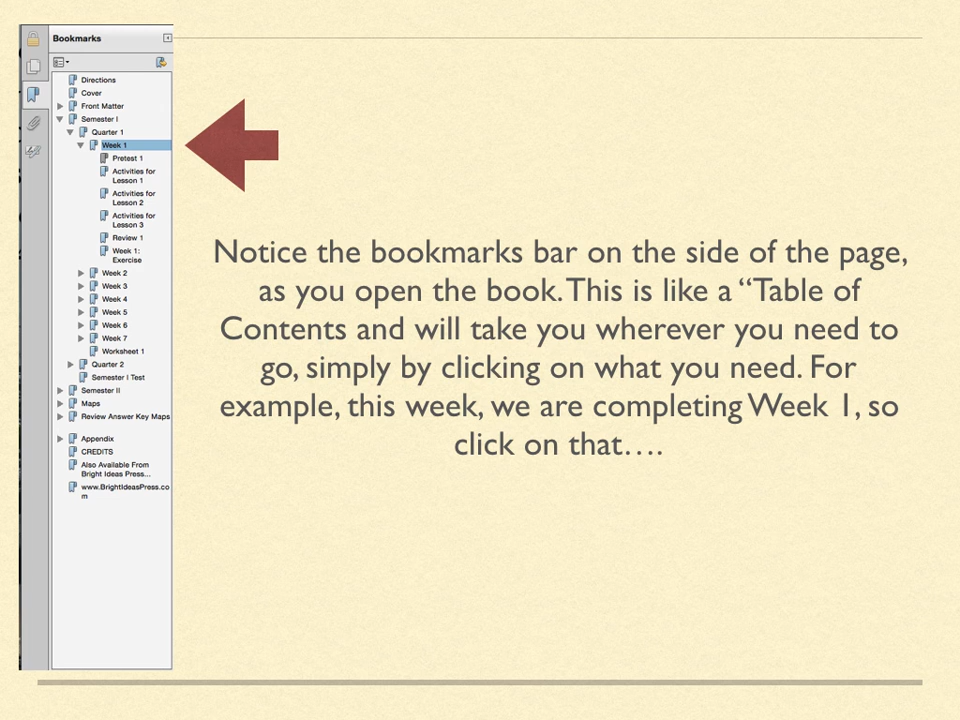 Bookmarks
Directions
Cover
Front Matter
Semester I
Quarter 1
Week 1
Pretest 1
Activities for
Lesson 1
Activities for
Lesson 2
Activities for
Lesson 3
Review 1
Week 1:
Exercise
Week 2
Week 3
Week 4
Week 5
Week 6
Week 7
Worksheet 1
Quarter 2
Semester I Test
Semester II
Maps
Review Answer Key Maps
Appendix
CREDITS
Also Available From
Bright Ideas Press...
www.BrightIdeasPress.co
m
Notice the bookmarks bar on the side of the page,
as you open the book. This is like a “Table of
Contents and will take you wherever you need to
go, simply by clicking on what you need. For
example, this week, we are completing Week 1, so
click on that….